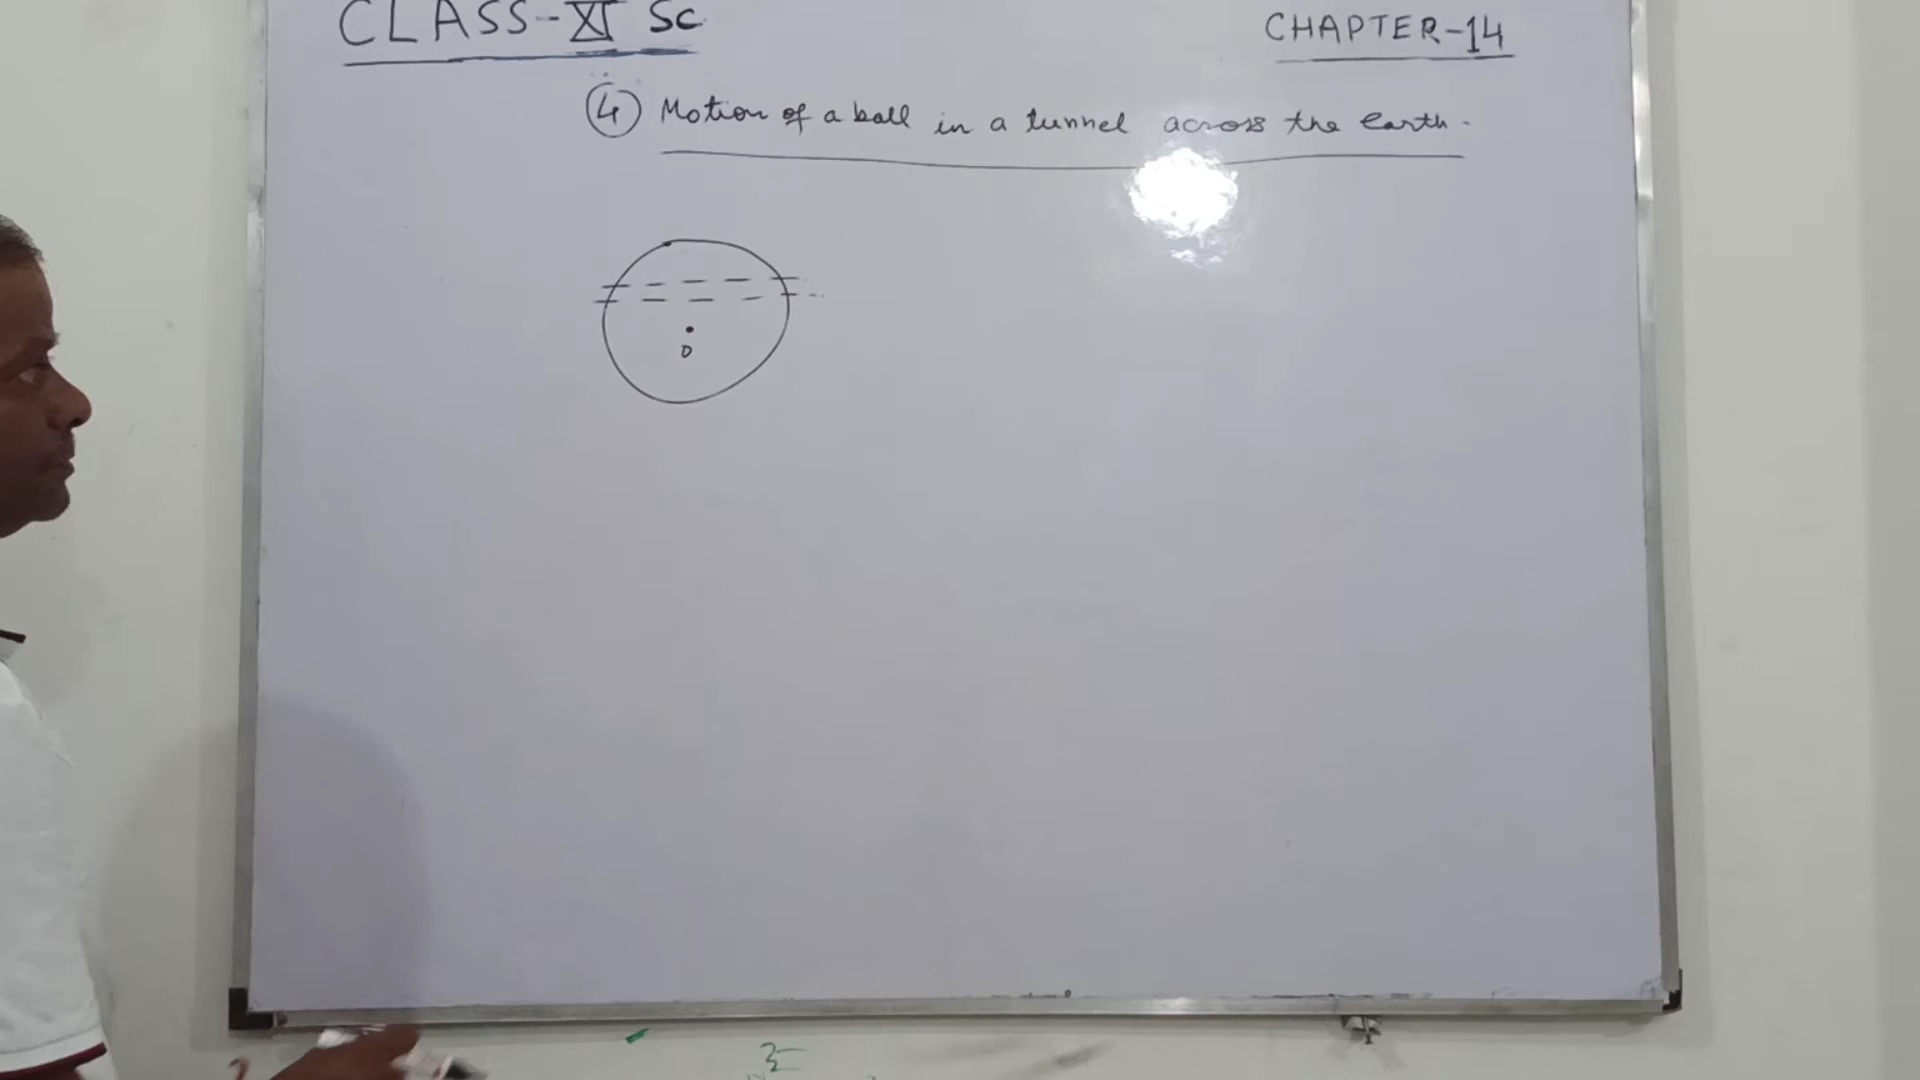 CLASS-XI Sc
CHAPTER-14
④ Motion of a ball in a tunnel across the earth.
O